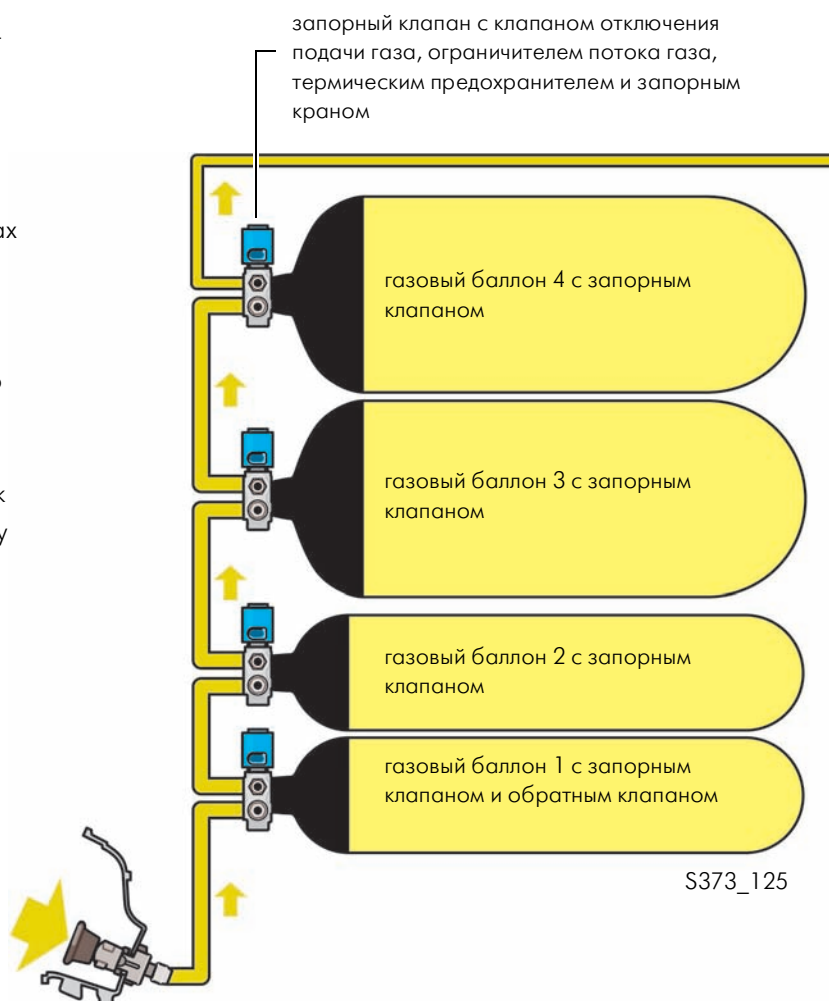 запорный клапан с клапаном отключения
подачи газа, ограничителем потока газа,
термическим предохранителем и запорным
краном
ах
газовый баллон 4 с запорным
клапаном
газовый баллон 3 с запорным
клапаном
к
у
газовый баллон 2 с запорным
клапаном
газовый баллон 1 с запорным
клапаном и обратным клапаном
S373_125